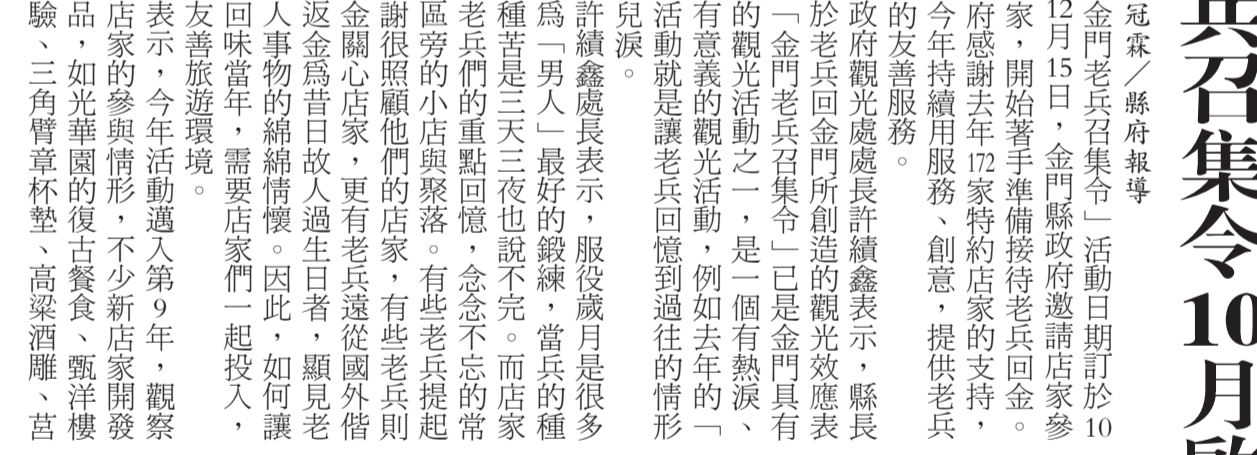 兵召集令10月啟
冠霖／縣府報導
金門老兵召集令」活動日期訂於10
12月15日，金門縣政府邀請店家參
家，開始著手準備接待老兵回金。
府感謝去年172家特約店家的支持，
今年持續用服務、創意，提供老兵
的友善服務。
政府觀光處處長許績鑫表示，縣長
於老兵回金門所創造的觀光效應表
「金門老兵召集令」已是金門具有
的觀光活動之一，是一個有熱淚、
有意義的觀光活動，例如去年的「
活動就是讓老兵回憶到過往的情形
兒淚。
許績鑫處長表示，服役歲月是很多
為「男人」最好的鍛練，當兵的種
種苦是三天三夜也說不完。而店家
老兵們的重點回憶，念念不忘的常
區旁的小店與聚落。有些老兵提起
謝很照顧他們的店家，有些老兵則
金關心店家，更有老兵遠從國外偕
返金為昔日故人過生日者，顯見老
人事物的綿綿情懷。因此，如何讓
回味當年，需要店家們一起投入，
友善旅遊環境。
表示，今年活動邁入第9年，觀察
店家的參與情形，不少新店家開發
品，如光華園的復古餐食、甄洋樓
驗、三角臂章杯墊、高粱酒雕、莒